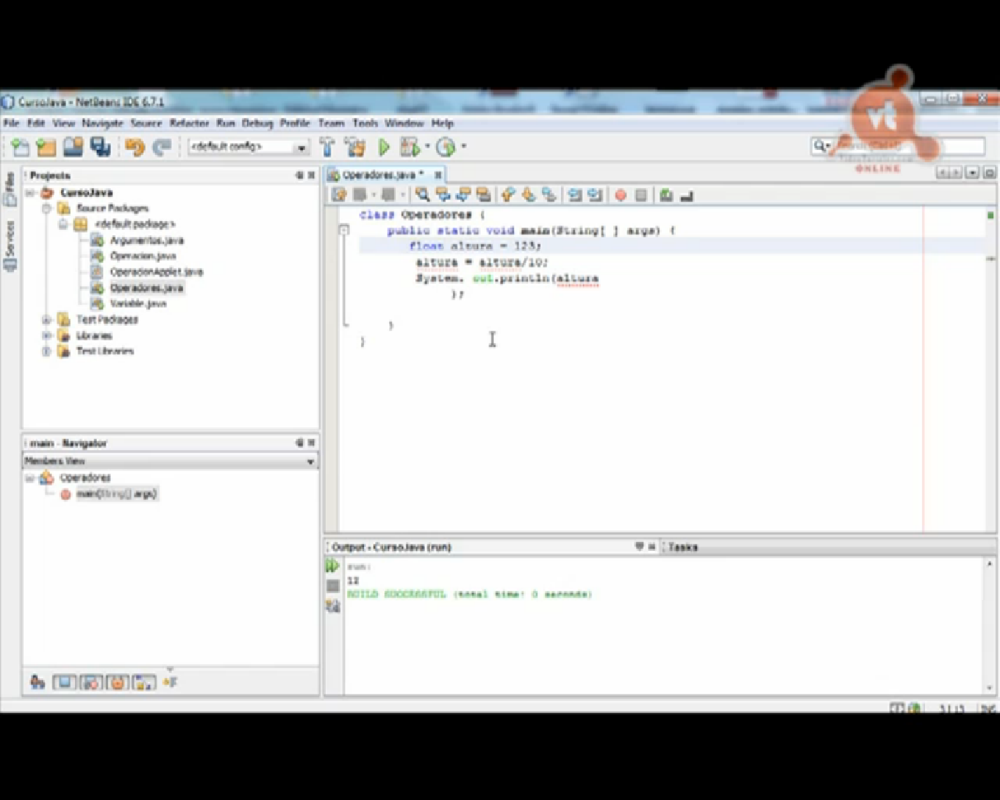 CursoJava - NetBeans IDE 6.7.1
File Edit View Navigate Source Refactor Run Debug Profile Team Tools Window Help
<default config>
vt
ONLINE
Files
Services
Projects
CursoJava
Source Packages
<default package>
Argumentos.java
Operacion.java
OperacionApplet.java
Operadores.java
Variable.java
Test Packages
Libraries
Test Libraries
main - Navigator
Members View
Operadores
main(String[] args)
Operadores.java *
class Operadores {
public static void main(String[ ] args) {
float altura = 123;
altura = altura/10;
System. out.println(altura
);
}
}
Output - CursoJava (run)
Tasks
run:
12
BUILD SUCCESSFUL (total time: 0 seconds)
INS